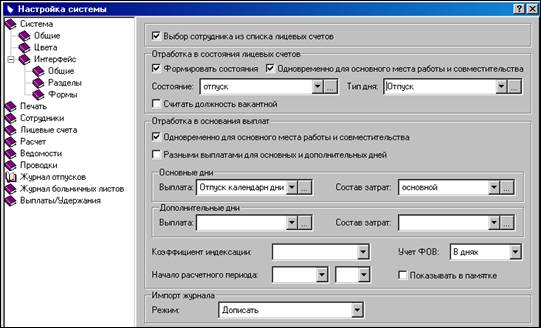 Настройка системы
Система
Общие
Цвета
Интерфейс
Общие
Разделы
Формы
Печать
Сотрудники
Лицевые счета
Расчет
Ведомости
Проводки
Журнал отпусков
Журнал больничных листов
Выплаты/Удержания
Выбор сотрудника из списка лицевых счетов
Отработка в состояния лицевых счетов
Формировать состояния Одновременно для основного места работы и совместительства
Состояние: отпуск ... Тип дня: Отпуск ...
Считать должность вакантной
Отработка в основания выплат
Одновременно для основного места работы и совместительства
Разными выплатами для основных и дополнительных дней
Основные дни
Выплата: Отпуск календарн дни ... Состав затрат: основной ...
Дополнительные дни
Выплата: ... Состав затрат: ...
Коэффициент индексации: Учет ФОВ: В днях
Начало расчетного периода: Показывать в памятке
Импорт журнала
Режим: Дописать